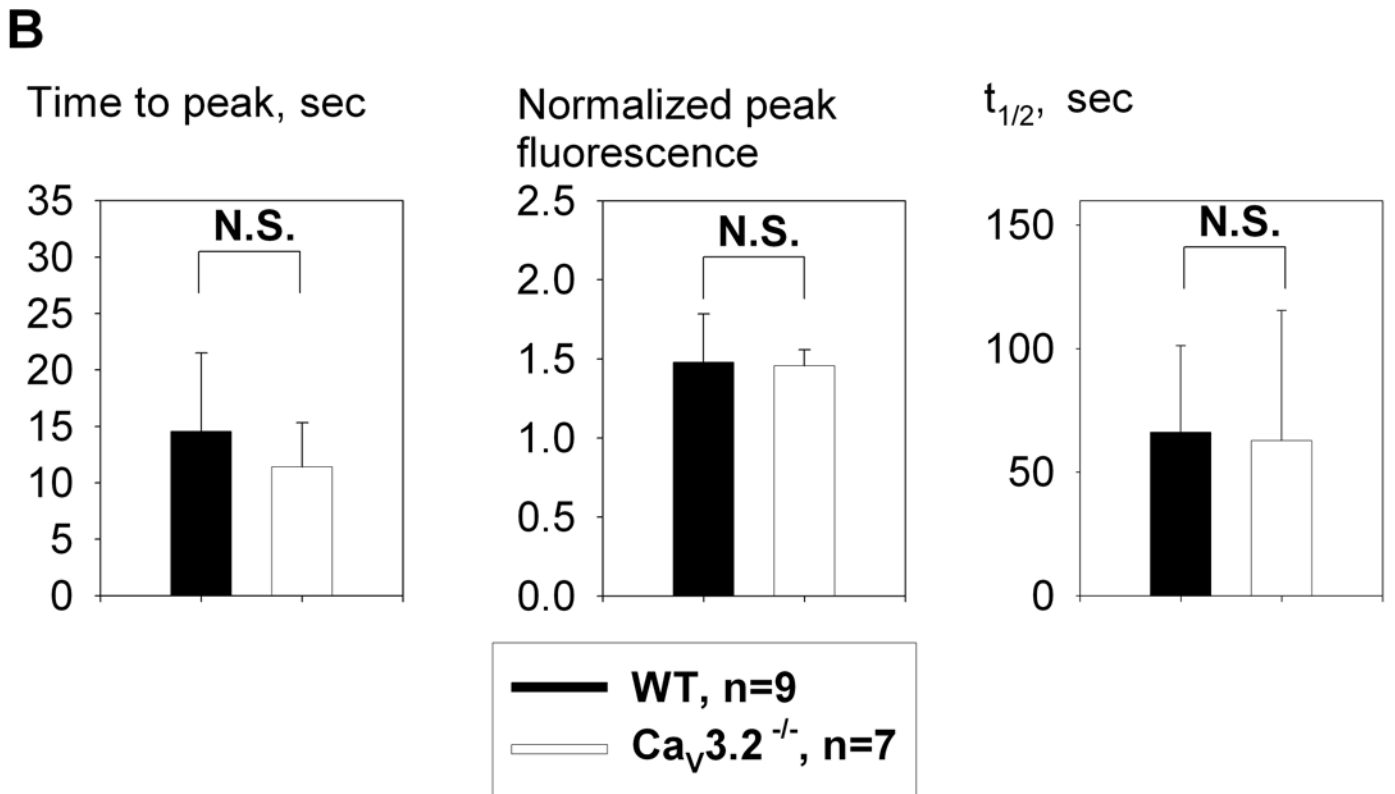 B
Time to peak, sec
35
30
25
20
15
10
5
0
N.S.
Normalized peak
fluorescence
2.5
2.0
1.5
1.0
0.5
0.0
N.S.
t1/2, sec
150
100
50
0
N.S.
WT, n=9
CaV3.2 -/-, n=7